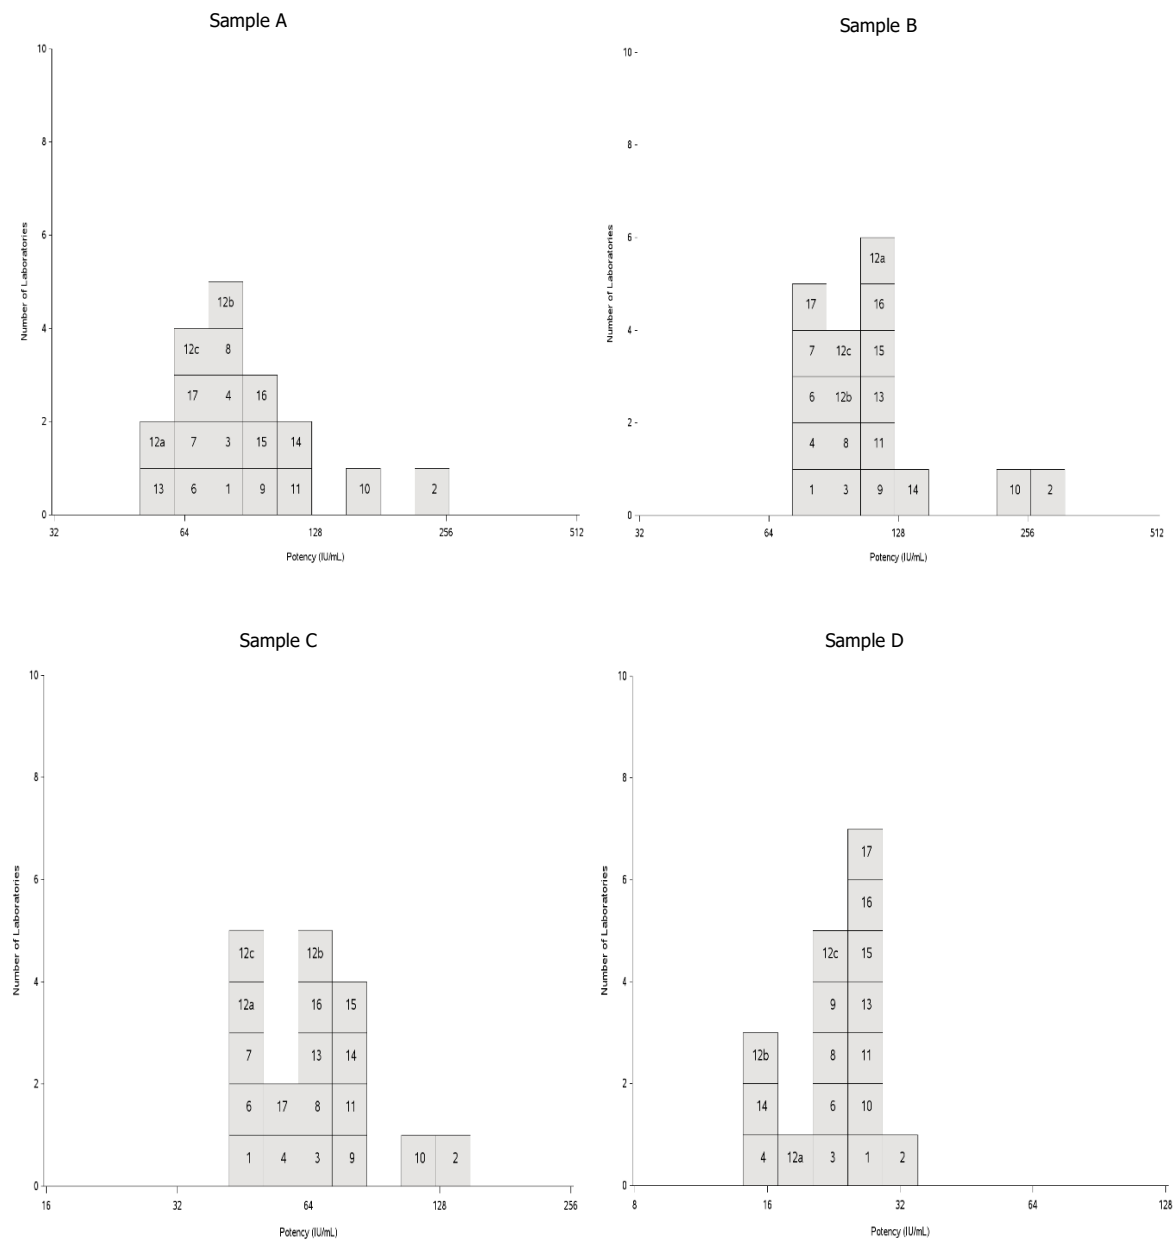 Sample A
10
8
6
4
2
0
Number of Laboratories
12b
12c 8
17 4 16
12a 7 3 15 14
13 6 1 9 11 10 2
32 64 128 256 512
Potency (IU/mL)
Sample B
10
8
6
4
2
0
Number of Laboratories
12a
17 16
7 12c 15
6 12b 13
4 8 11
1 3 9 14 10 2
32 64 128 256 512
Potency (IU/mL)
Sample C
10
8
6
4
2
0
Number of Laboratories
12c 12b
12a 16 15
7 13 14
6 17 8 11
1 4 3 9 10 2
16 32 64 128 256
Potency (IU/mL)
Sample D
10
8
6
4
2
0
Number of Laboratories
17
16
12c 15
9 13
12b 8 11
14 6 10
4 12a 3 1 2
8 16 32 64 128
Potency (IU/mL)